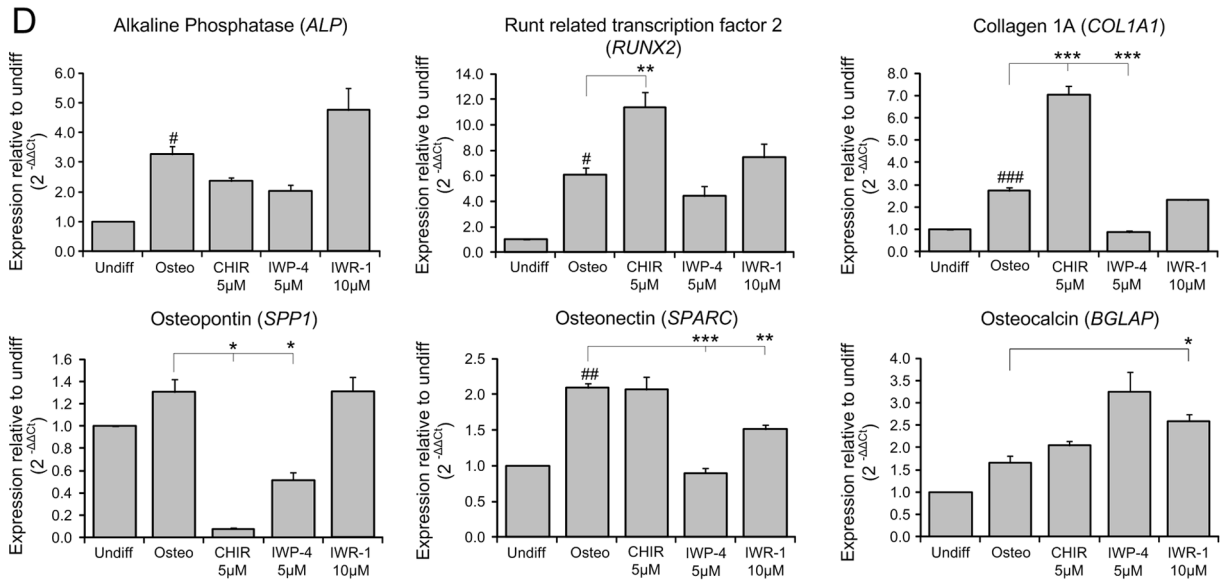 D
Alkaline Phosphatase (ALP)
Expression relative to undiff
(2 -ΔΔCt)
6.0
5.0
4.0
3.0
2.0
1.0
0.0
#
Undiff Osteo CHIR IWP-4 IWR-1
5µM 5µM 10µM
Runt related transcription factor 2
(RUNX2)
Expression relative to undiff
(2 -ΔΔCt)
14.0
12.0
10.0
8.0
6.0
4.0
2.0
0.0
**
#
Undiff Osteo CHIR IWP-4 IWR-1
5µM 5µM 10µM
Collagen 1A (COL1A1)
Expression relative to undiff
(2 -ΔΔCt)
8.0
7.0
6.0
5.0
4.0
3.0
2.0
1.0
0.0
*** ***
###
Undiff Osteo CHIR IWP-4 IWR-1
5µM 5µM 10µM
Osteopontin (SPP1)
Expression relative to undiff
(2 -ΔΔCt)
1.6
1.4
1.2
1.0
0.8
0.6
0.4
0.2
0.0
* *
Undiff Osteo CHIR IWP-4 IWR-1
5µM 5µM 10µM
Osteonectin (SPARC)
Expression relative to undiff
(2 -ΔΔCt)
2.5
2.0
1.5
1.0
0.5
0.0
*** **
##
Undiff Osteo CHIR IWP-4 IWR-1
5µM 5µM 10µM
Osteocalcin (BGLAP)
Expression relative to undiff
(2 -ΔΔCt)
4.0
3.5
3.0
2.5
2.0
1.5
1.0
0.5
0.0
*
Undiff Osteo CHIR IWP-4 IWR-1
5µM 5µM 10µM